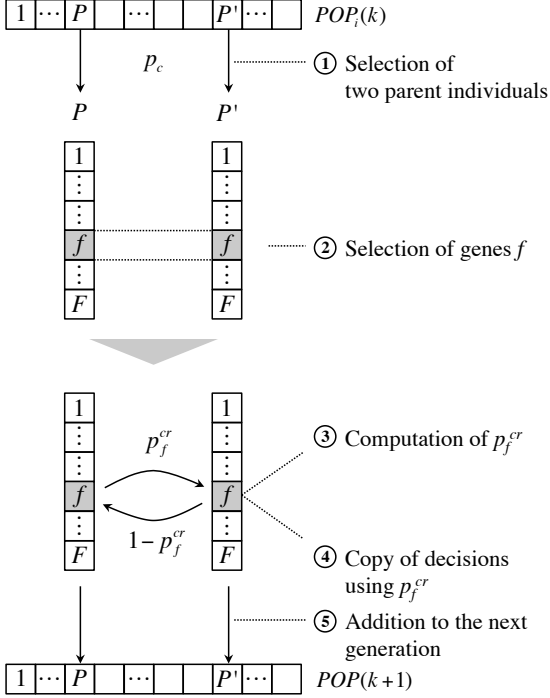 1 ... P ... ... P' ... POP_i(k)
p_c
① Selection of
two parent individuals
P P'
1 1
⋮ ⋮
⋮ ⋮
f f
② Selection of genes f
⋮ ⋮
F F
1 1
⋮ ⋮
p_f^cr
③ Computation of p_f^cr
⋮ ⋮
f f
1 − p_f^cr
⋮ ⋮
F F
④ Copy of decisions
using p_f^cr
⑤ Addition to the next
generation
1 ... P ... ... P' ... POP(k+1)